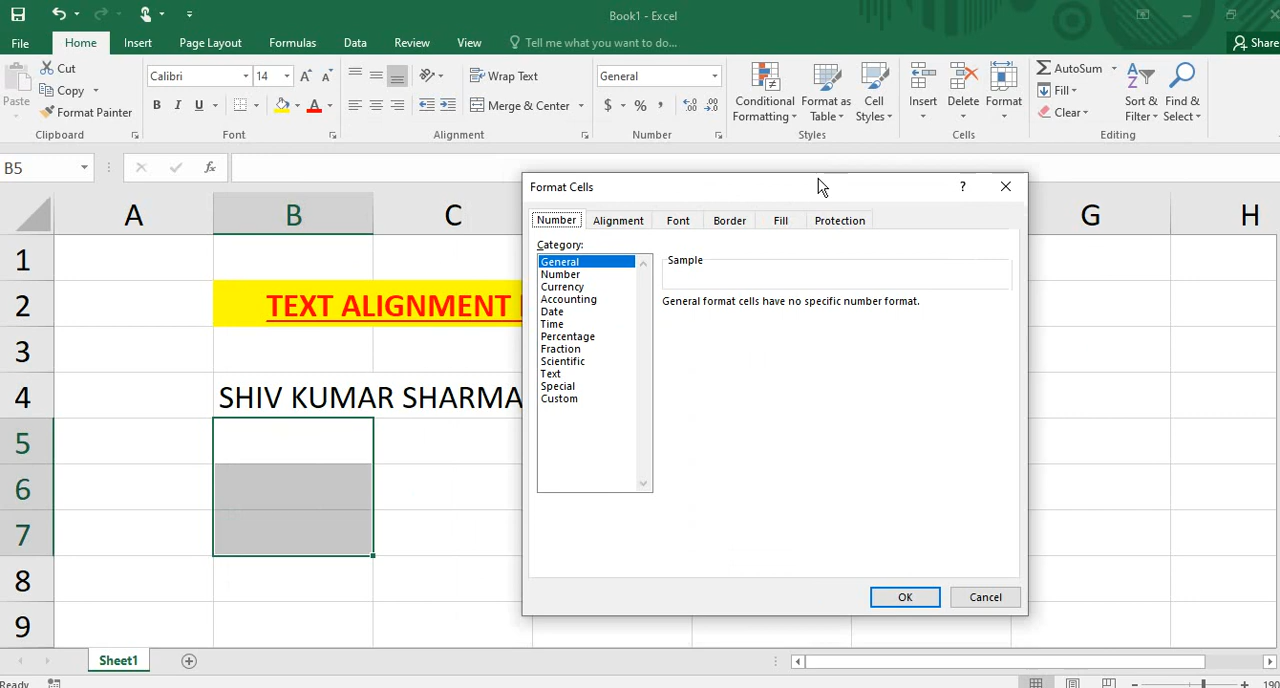 Book1 - Excel
File Home Insert Page Layout Formulas Data Review View Tell me what you want to do... Share
Paste
Cut
Copy
Format Painter
Clipboard
Calibri 14 A A
B I U A
Font
Wrap Text
Merge & Center
Alignment
General
$ % , .0 .00
Number
Conditional Formatting
Format as Table
Cell Styles
Styles
Insert
Delete
Format
Cells
AutoSum
Fill
Clear
Sort & Filter
Find & Select
Editing
B5 fx
A B C G H
1
2 TEXT ALIGNMENT
3
4 SHIV KUMAR SHARMA
5
6
7
8
9
Format Cells ?
Number Alignment Font Border Fill Protection
Category:
General
Number
Currency
Accounting
Date
Time
Percentage
Fraction
Scientific
Text
Special
Custom
Sample
General format cells have no specific number format.
OK Cancel
Sheet1
Ready
190